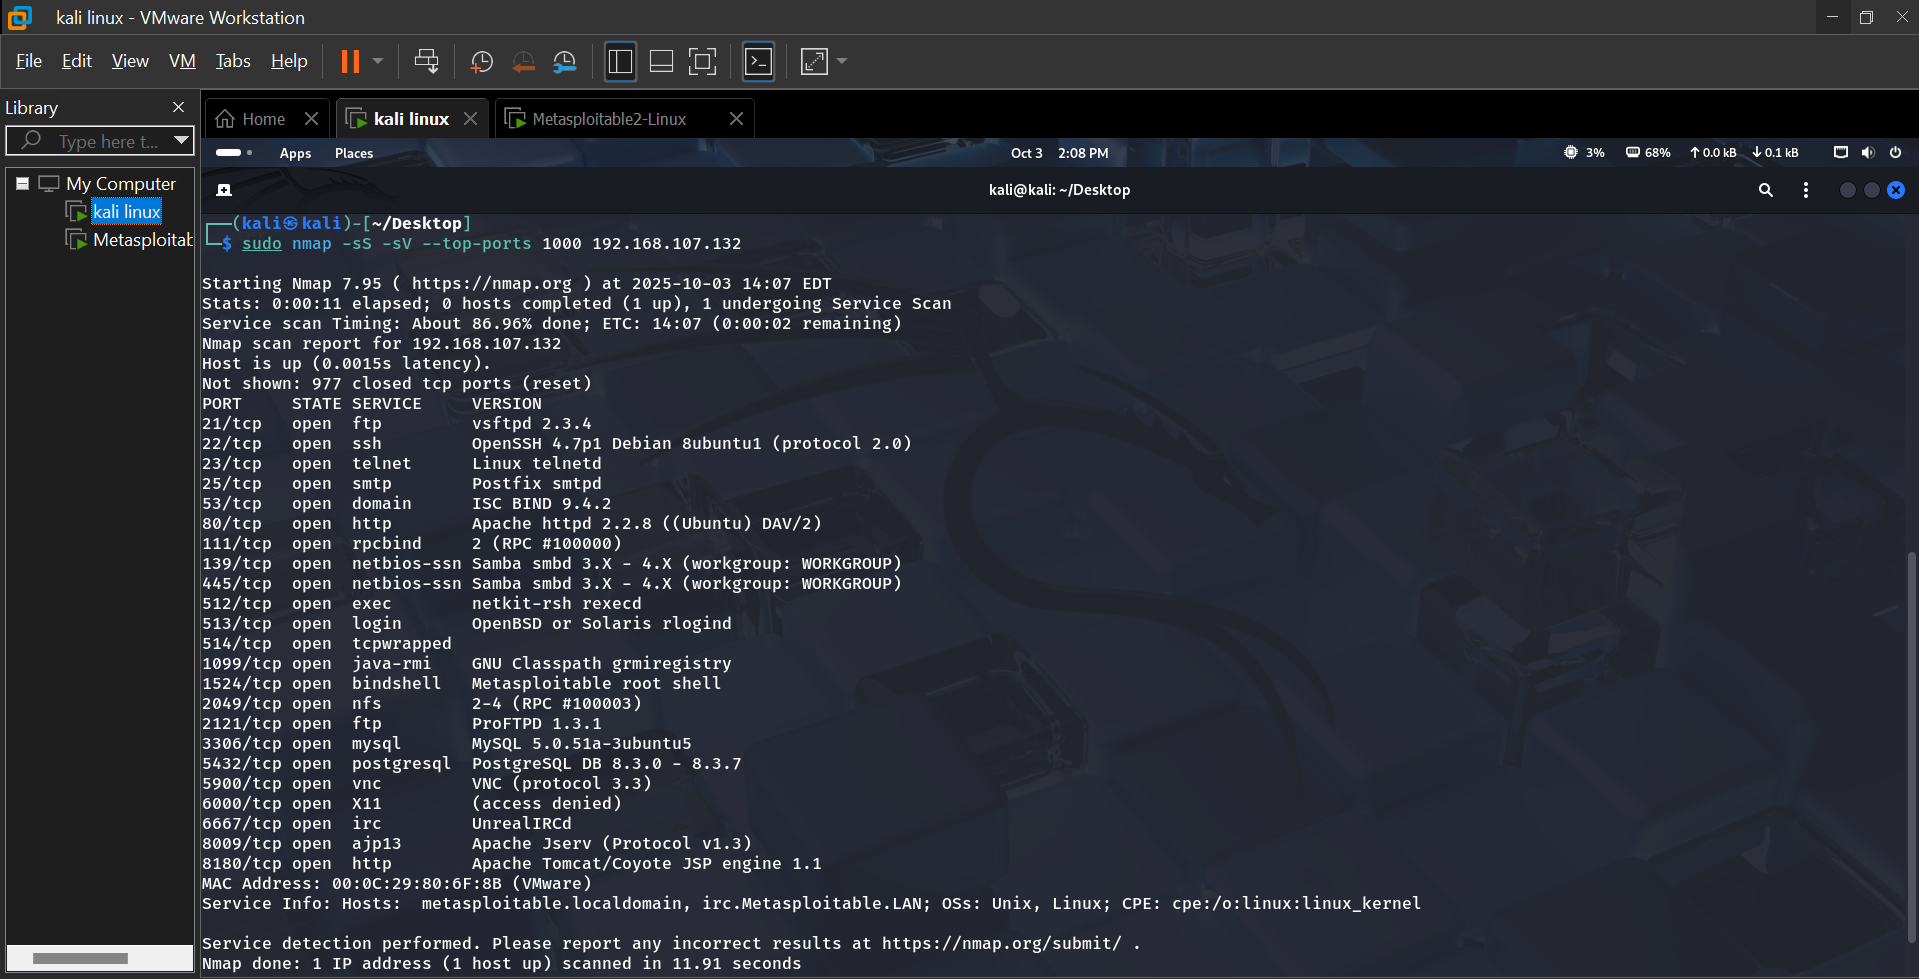 kali linux - VMware Workstation
File Edit View VM Tabs Help
Library
Type here t...
My Computer
kali linux
Metasploitab
Home
kali linux
Metasploitable2-Linux
Apps Places
Oct 3 2:08 PM
3% 68% 0.0 kB 0.1 kB
kali@kali: ~/Desktop
┌──(kali㉿kali)-[~/Desktop]
└─$ sudo nmap -sS -sV --top-ports 1000 192.168.107.132
Starting Nmap 7.95 ( https://nmap.org ) at 2025-10-03 14:07 EDT
Stats: 0:00:11 elapsed; 0 hosts completed (1 up), 1 undergoing Service Scan
Service scan Timing: About 86.96% done; ETC: 14:07 (0:00:02 remaining)
Nmap scan report for 192.168.107.132
Host is up (0.0015s latency).
Not shown: 977 closed tcp ports (reset)
PORT     STATE SERVICE     VERSION
21/tcp   open  ftp         vsftpd 2.3.4
22/tcp   open  ssh         OpenSSH 4.7p1 Debian 8ubuntu1 (protocol 2.0)
23/tcp   open  telnet      Linux telnetd
25/tcp   open  smtp        Postfix smtpd
53/tcp   open  domain      ISC BIND 9.4.2
80/tcp   open  http        Apache httpd 2.2.8 ((Ubuntu) DAV/2)
111/tcp  open  rpcbind     2 (RPC #100000)
139/tcp  open  netbios-ssn Samba smbd 3.X - 4.X (workgroup: WORKGROUP)
445/tcp  open  netbios-ssn Samba smbd 3.X - 4.X (workgroup: WORKGROUP)
512/tcp  open  exec        netkit-rsh rexecd
513/tcp  open  login       OpenBSD or Solaris rlogind
514/tcp  open  tcpwrapped
1099/tcp open  java-rmi    GNU Classpath grmiregistry
1524/tcp open  bindshell   Metasploitable root shell
2049/tcp open  nfs         2-4 (RPC #100003)
2121/tcp open  ftp         ProFTPD 1.3.1
3306/tcp open  mysql       MySQL 5.0.51a-3ubuntu5
5432/tcp open  postgresql  PostgreSQL DB 8.3.0 - 8.3.7
5900/tcp open  vnc         VNC (protocol 3.3)
6000/tcp open  X11         (access denied)
6667/tcp open  irc         UnrealIRCd
8009/tcp open  ajp13       Apache Jserv (Protocol v1.3)
8180/tcp open  http        Apache Tomcat/Coyote JSP engine 1.1
MAC Address: 00:0C:29:80:6F:8B (VMware)
Service Info: Hosts:  metasploitable.localdomain, irc.Metasploitable.LAN; OSs: Unix, Linux; CPE: cpe:/o:linux:linux_kernel
Service detection performed. Please report any incorrect results at https://nmap.org/submit/ .
Nmap done: 1 IP address (1 host up) scanned in 11.91 seconds